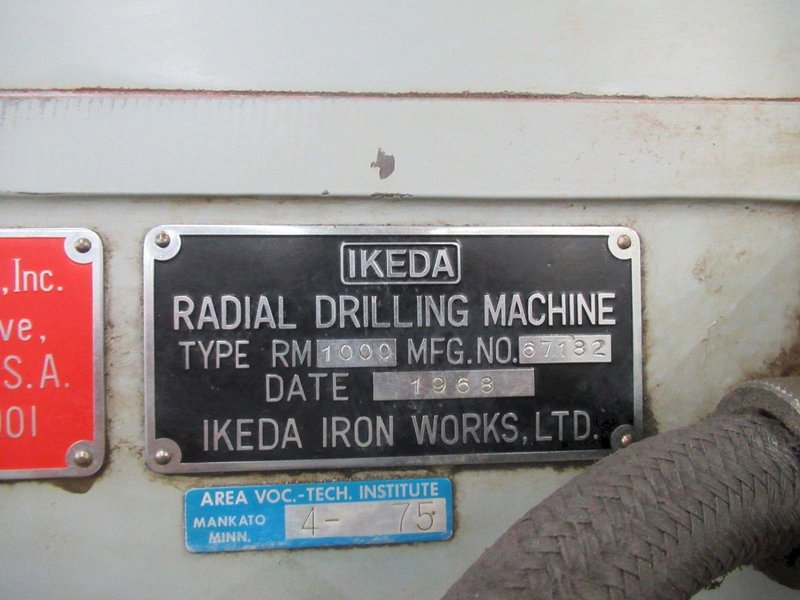 , Inc.
ve,
S.A.
001
IKEDA
RADIAL DRILLING MACHINE
TYPE RM 1000 MFG.NO. 67182
DATE 1968
IKEDA IRON WORKS, LTD.
AREA VOC.-TECH. INSTITUTE
MANKATO
MINN.
4- 75